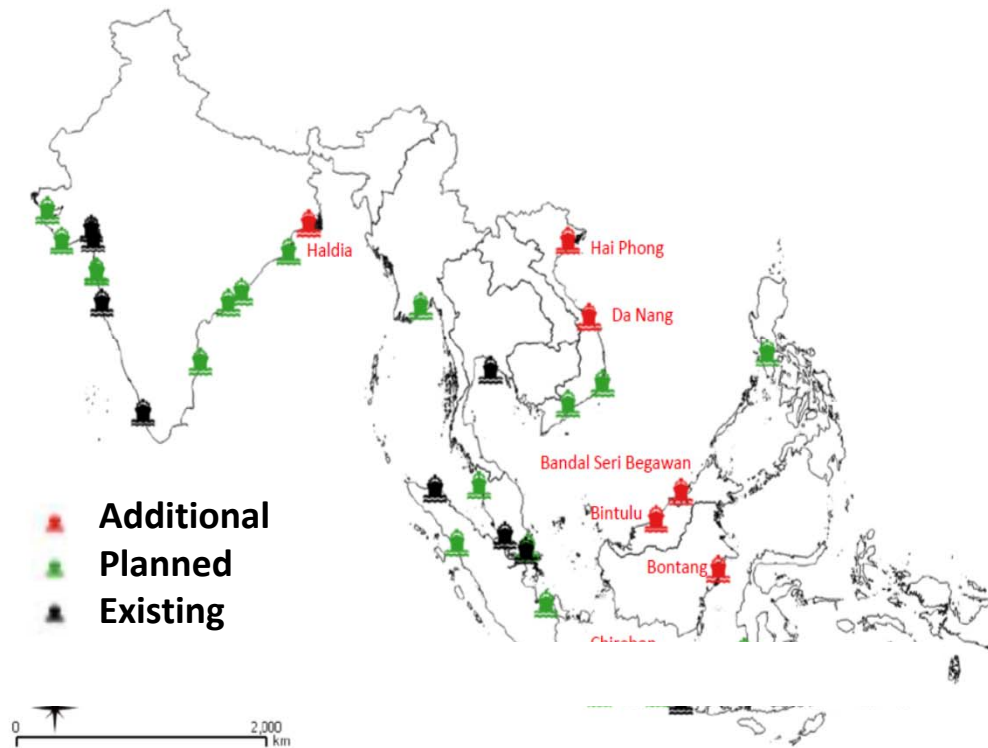 Haldia
Hai Phong
Da Nang
Bandal Seri Begawan
Bintulu
Bontang
Additional
Planned
Existing
0 2,000
km